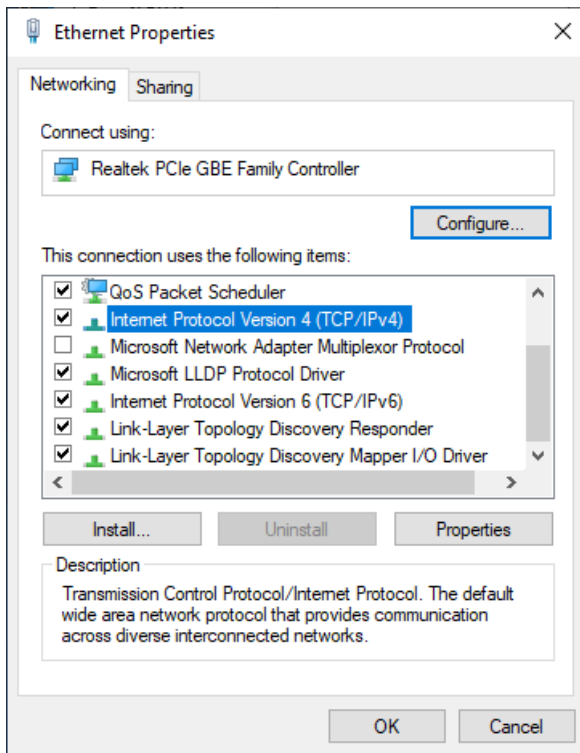 Ethernet Properties
Networking
Sharing
Connect using:
Realtek PCIe GBE Family Controller
Configure...
This connection uses the following items:
QoS Packet Scheduler
Internet Protocol Version 4 (TCP/IPv4)
Microsoft Network Adapter Multiplexor Protocol
Microsoft LLDP Protocol Driver
Internet Protocol Version 6 (TCP/IPv6)
Link-Layer Topology Discovery Responder
Link-Layer Topology Discovery Mapper I/O Driver
Install...
Uninstall
Properties
Description
Transmission Control Protocol/Internet Protocol. The default
wide area network protocol that provides communication
across diverse interconnected networks.
OK
Cancel